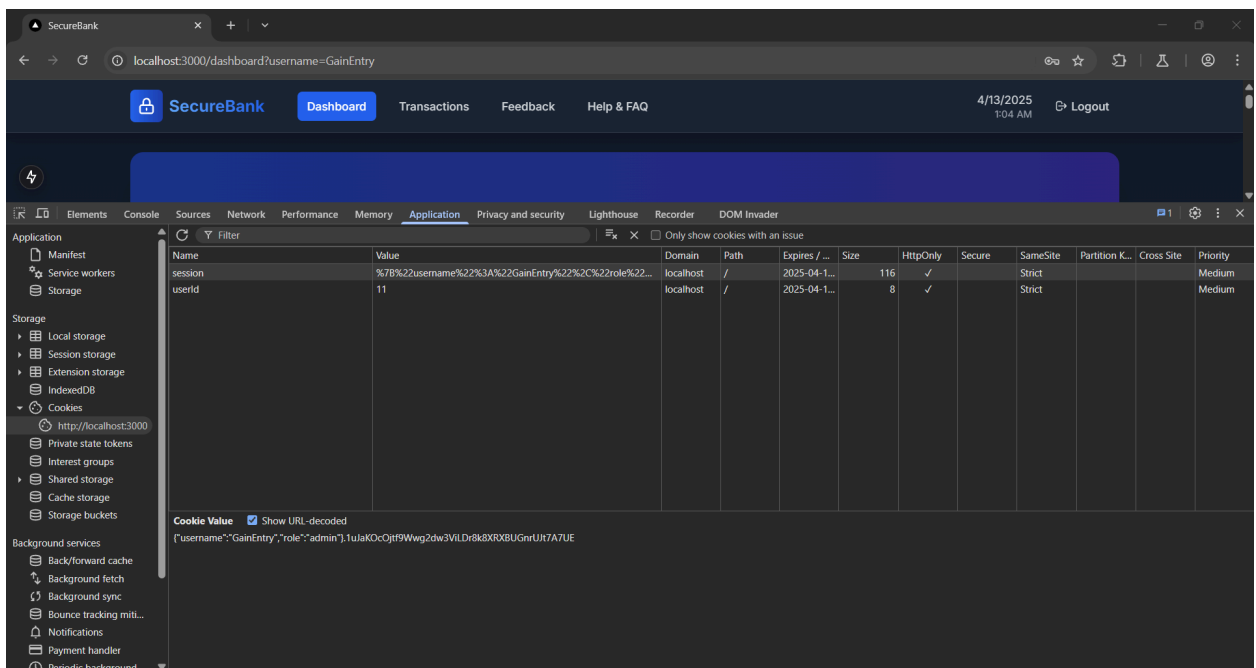 SecureBank
localhost:3000/dashboard?username=GainEntry
SecureBank Dashboard Transactions Feedback Help & FAQ 4/13/2025 1:04 AM Logout
Elements Console Sources Network Performance Memory Application Privacy and security Lighthouse Recorder DOM Invader 1
Application
Manifest
Service workers
Storage
Storage
Local storage
Session storage
Extension storage
IndexedDB
Cookies
http://localhost:3000
Private state tokens
Interest groups
Shared storage
Cache storage
Storage buckets
Background services
Back/forward cache
Background fetch
Background sync
Bounce tracking miti...
Notifications
Payment handler
Periodic background
Filter Only show cookies with an issue
Name Value Domain Path Expires / ... Size HttpOnly Secure SameSite Partition K... Cross Site Priority
session %7B%22username%22%3A%22GainEntry%22%2C%22role%22... localhost / 2025-04-1... 116 ✓ Strict Medium
userId 11 localhost / 2025-04-1... 8 ✓ Strict Medium
Cookie Value Show URL-decoded
{"username":"GainEntry","role":"admin"}.1uJaKOcOjtf9Wwg2dw3ViLDr8k8XRXBUGnrUJt7A7UE